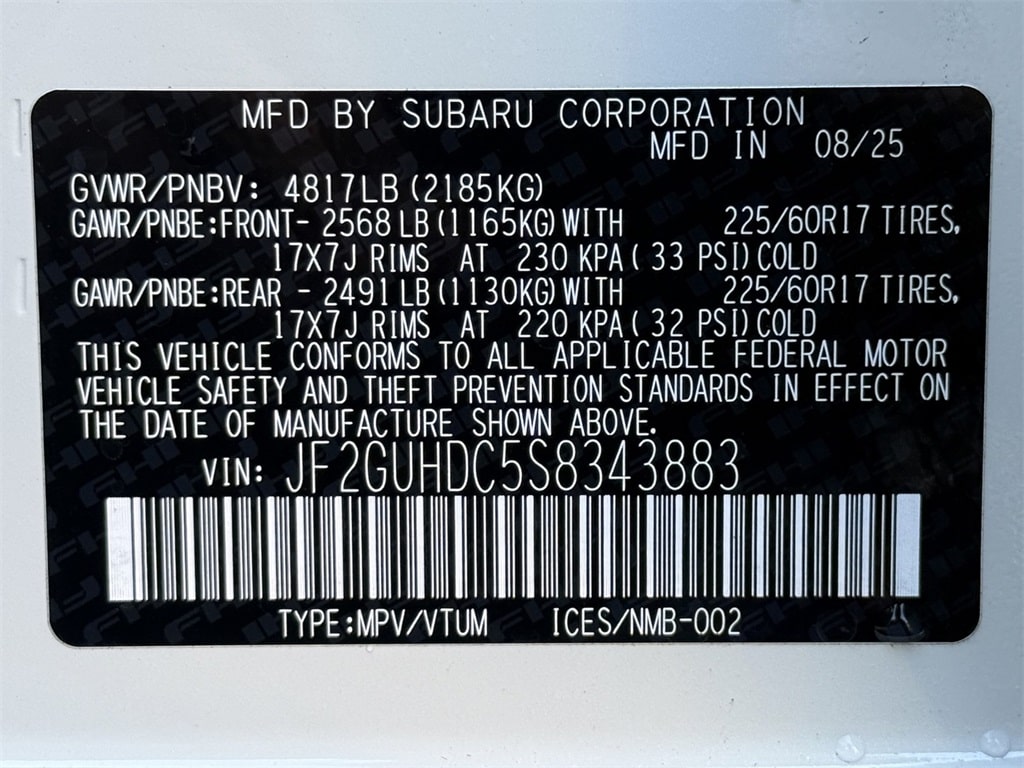 MFD BY SUBARU CORPORATION
MFD IN 08/25
GVWR/PNBV: 4817LB (2185KG)
GAWR/PNBE:FRONT- 2568 LB (1165KG) WITH 225/60R17 TIRES,
17X7J RIMS AT 230 KPA ( 33 PSI) COLD
GAWR/PNBE:REAR - 2491 LB (1130KG) WITH 225/60R17 TIRES,
17X7J RIMS AT 220 KPA ( 32 PSI) COLD
THIS VEHICLE CONFORMS TO ALL APPLICABLE FEDERAL MOTOR
VEHICLE SAFETY AND THEFT PREVENTION STANDARDS IN EFFECT ON
THE DATE OF MANUFACTURE SHOWN ABOVE.
VIN: JF2GUHDC5S8343883
TYPE:MPV/VTUM ICES/NMB-002